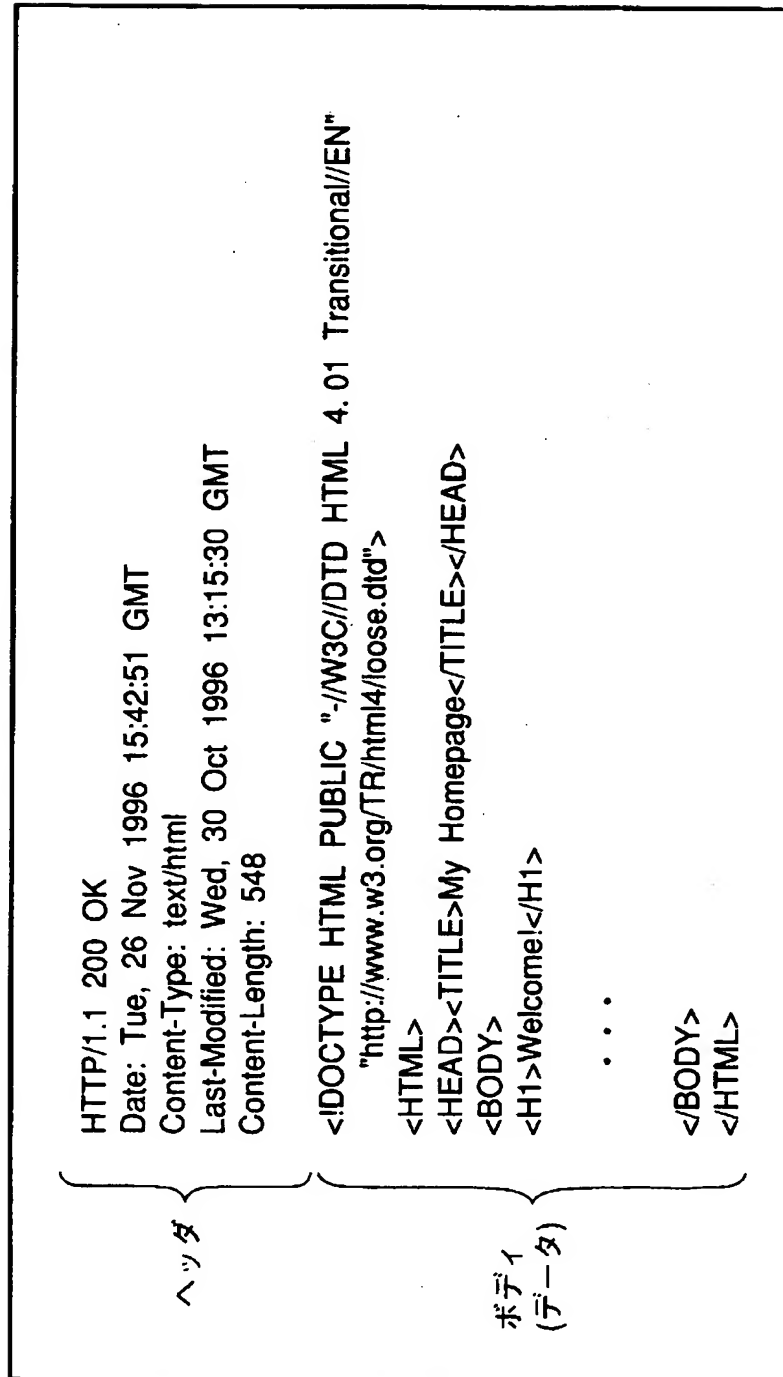 ヘッダ
HTTP/1.1 200 OK
Date: Tue, 26 Nov 1996 15:42:51 GMT
Content-Type: text/html
Last-Modified: Wed, 30 Oct 1996 13:15:30 GMT
Content-Length: 548
ボディ
(データ)
<!DOCTYPE HTML PUBLIC "-//W3C//DTD HTML 4.01 Transitional//EN"
"http://www.w3.org/TR/html4/loose.dtd">
<HTML>
<HEAD><TITLE>My Homepage</TITLE></HEAD>
<BODY>
<H1>Welcome!</H1>
・・・
</BODY>
</HTML>